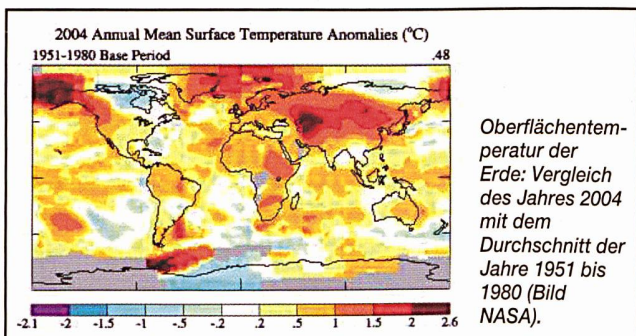 2004 Annual Mean Surface Temperature Anomalies (°C)
1951-1980 Base Period .48
Oberflächentem-
peratur der
Erde: Vergleich
des Jahres 2004
mit dem
Durchschnitt der
Jahre 1951 bis
1980 (Bild
NASA).
-2.1 -2 -1.5 -1 -.5 -.2 .2 .5 1 1.5 2 2.6